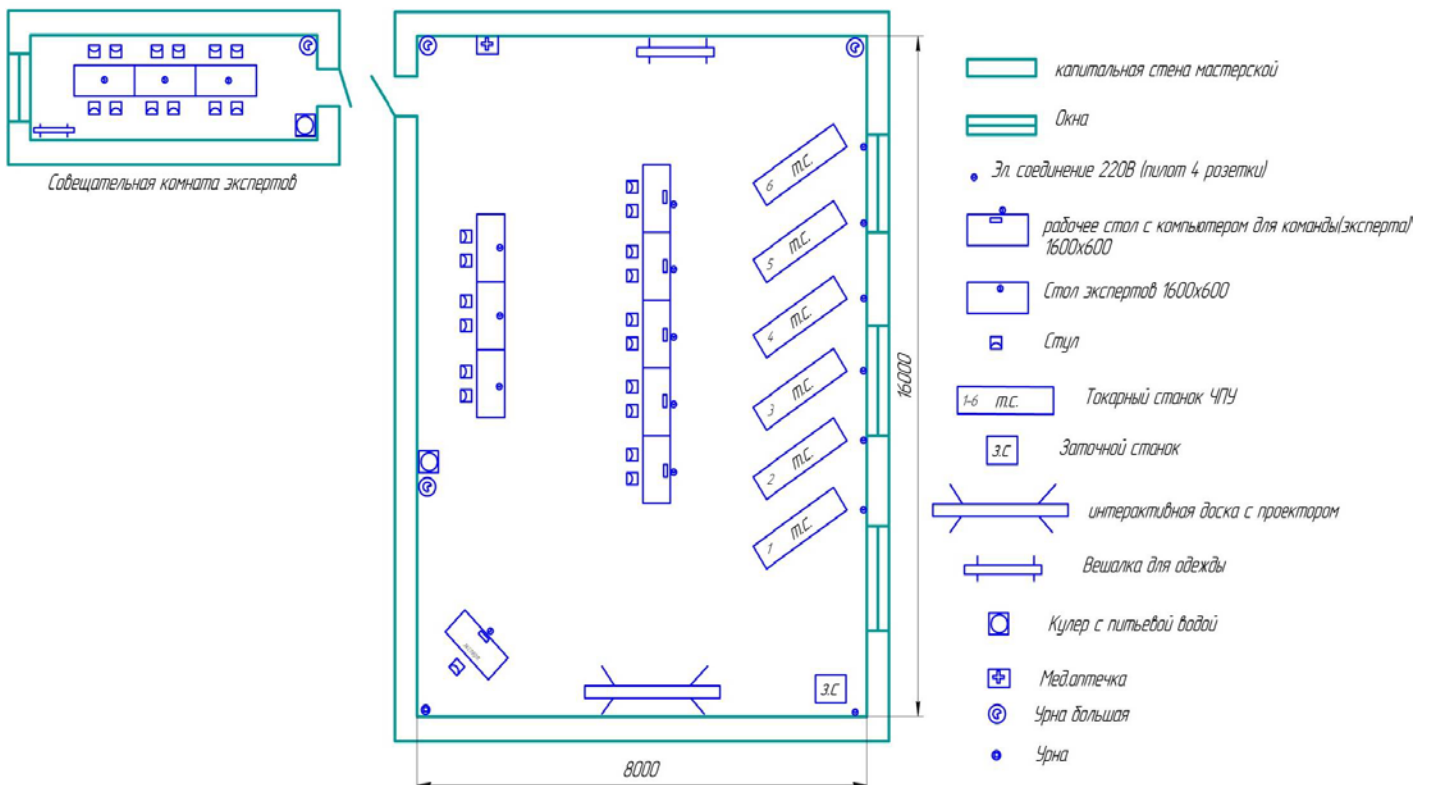 Совещательная комната экспертов
6 т.с.
5 т.с.
4 т.с.
3 т.с.
2 т.с.
1 т.с.
З.С
16000
8000
капитальная стена мастерской
Окна
Эл. соединение 220В (пилот 4 розетки)
рабочее стол с компьютером для команды(эксперта)
1600х600
Стол экспертов 1600х600
Стул
1-6 т.с.
Токарный станок ЧПУ
З.С
Заточной станок
интерактивная доска с проектором
Вешалка для одежды
Кулер с питьевой водой
Мед.аптечка
Урна большая
Урна